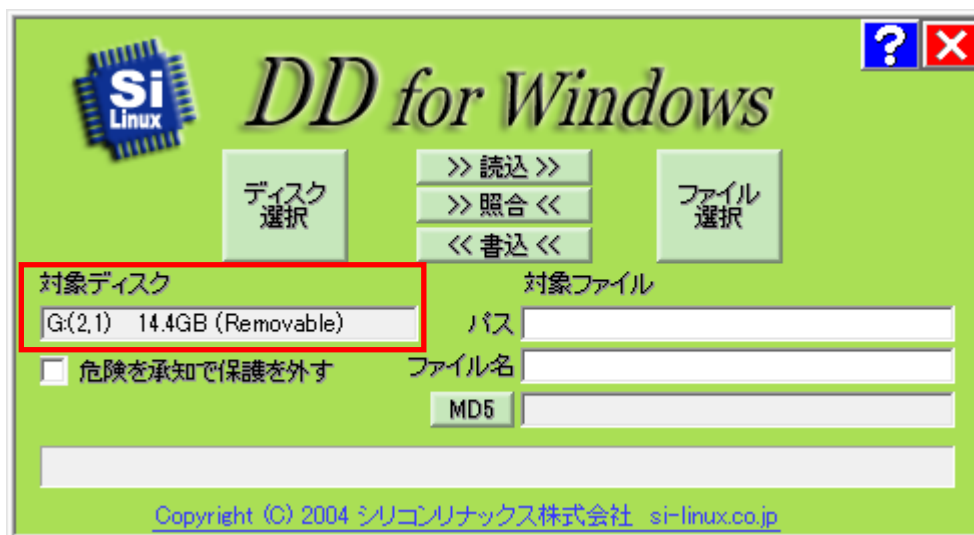 ?
Si
Linux
DD for Windows
ディスク
選択
>> 読込 >>
>> 照合 <<
<< 書込 <<
ファイル
選択
対象ディスク
G:(2,1)    14.4GB (Removable)
危険を承知で保護を外す
対象ファイル
パス
ファイル名
MD5
Copyright (C) 2004 シリコンリナックス株式会社  si-linux.co.jp